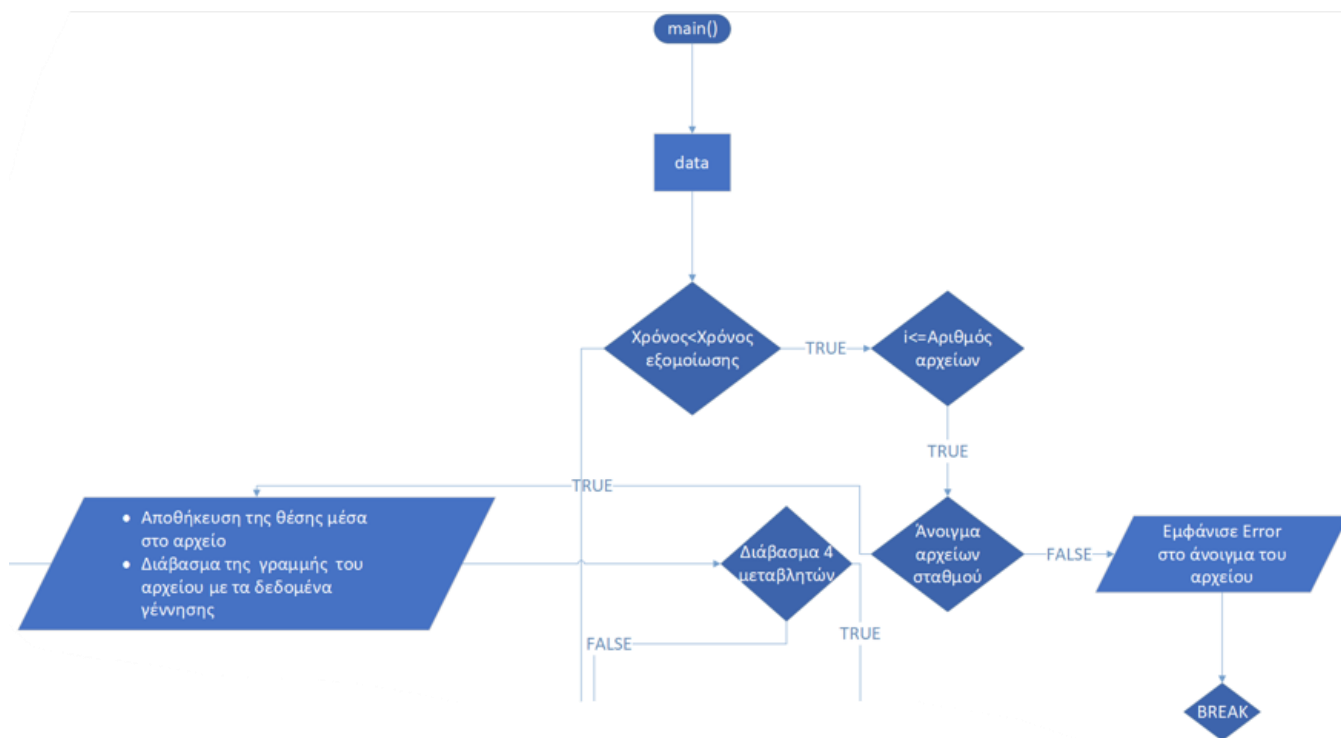 main()
data
Χρόνος<Χρόνος
εξομοίωσης
TRUE
i<=Αριθμός
αρχείων
TRUE
TRUE
• Αποθήκευση της θέσης μέσα
στο αρχείο
• Διάβασμα της γραμμής του
αρχείου με τα δεδομένα
γέννησης
Διάβασμα 4
μεταβλητών
Άνοιγμα
αρχείων
σταθμού
FALSE
Εμφάνισε Error
στο άνοιγμα του
αρχείου
FALSE
TRUE
BREAK